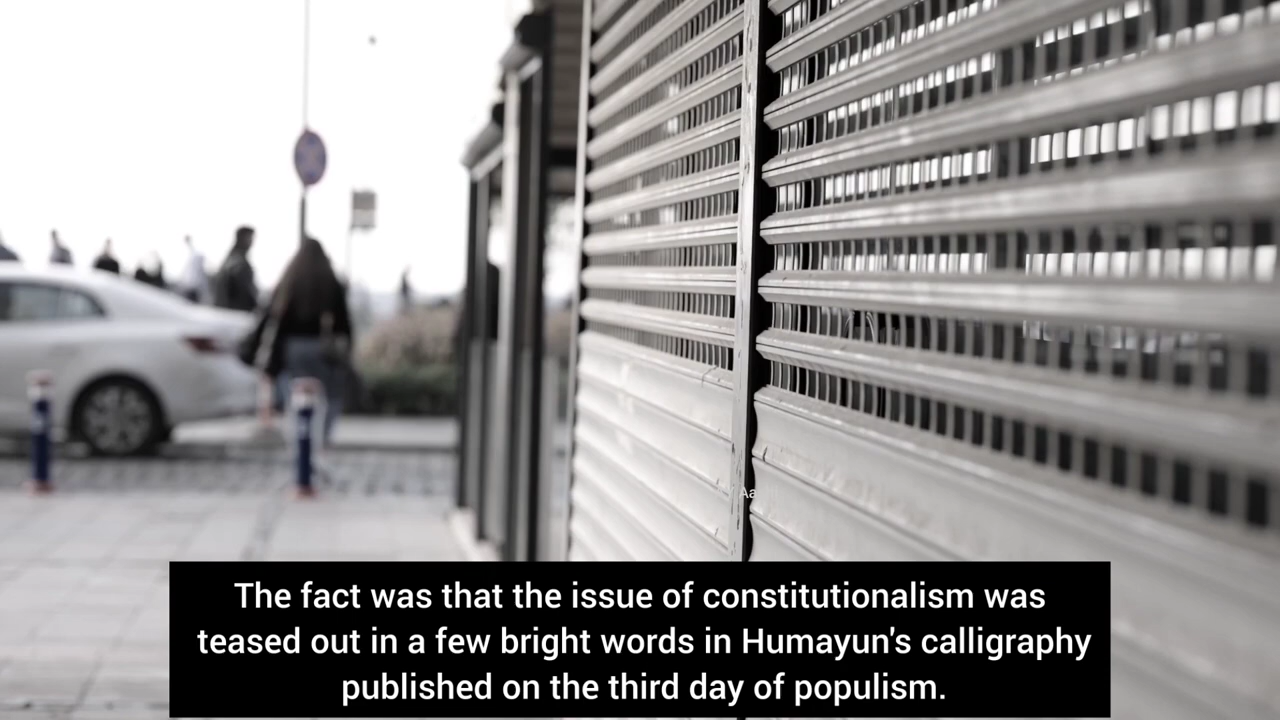 Aa
The fact was that the issue of constitutionalism was
teased out in a few bright words in Humayun's calligraphy
published on the third day of populism.